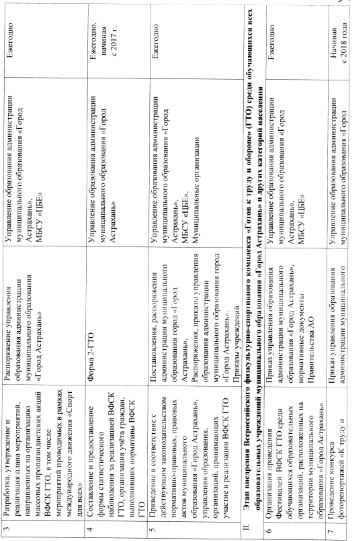 3
Разработка, утверждение и
реализация плана мероприятий,
направленных на организацию
массовых пропагандистских акций
ВФСК ГТО, в том числе
мероприятий проводимых в рамках
международного движения «Спорт
для всех»
Распоряжение управления
образования администрации
муниципального образования
«Город Астрахань»
Управление образования администрации
муниципального образования «Город
Астрахань»,
МБСУ «ЦБЕ»
Ежегодно
4
Составление и предоставление
формы статистического
наблюдения за реализацией ВФСК
ГТО, организация учёта граждан,
выполнивших нормативы ВФСК
ГТО
Форма 2-ГТО
Управление образования администрации
муниципального образования «Город
Астрахань»
Ежегодно,
начиная
с 2017 г.
5
Приведение в соответствие с
действующим законодательством
нормативно-правовых, правовых
актов муниципального
образования «Город Астрахань»,
управления образования,
организаций, принимающих
участие в реализации ВФСК ГТО
Постановления, распоряжения
администрации муниципального
образования город «Город
Астрахань»,
Распоряжения, приказы управления
образования администрации
муниципального образования город
«Город Астрахань».
Приказы учреждений
Управление образования администрации
муниципального образования «Город
Астрахань»,
МБСУ «ЦБЕ».
Муниципальные организации
Ежегодно
II. Этап внедрения Всероссийского физкультурно-спортивного комплекса «Готов к труду и обороне» (ГТО) среди обучающихся всех
образовательных учреждений муниципального образования «Город Астрахань» и других категорий населения
6
Организация проведения
Фестивалей ВФСК ГТО среди
обучающихся образовательных
организаций, расположенных на
территории муниципального
образования «Город Астрахань»
Приказ управления образования
администрации муниципального
образования «Город Астрахань»,
нормативные документы
Правительства АО
Управление образования администрации
муниципального образования «Город
Астрахань»,
МБСУ «ЦБЕ»
Ежегодно
7
Проведение конкурса
фоторепортажей «К труду и
Приказ управления образования
администрации муниципального
Управление образования администрации
муниципального образования «Город
Начиная
с 2018 года